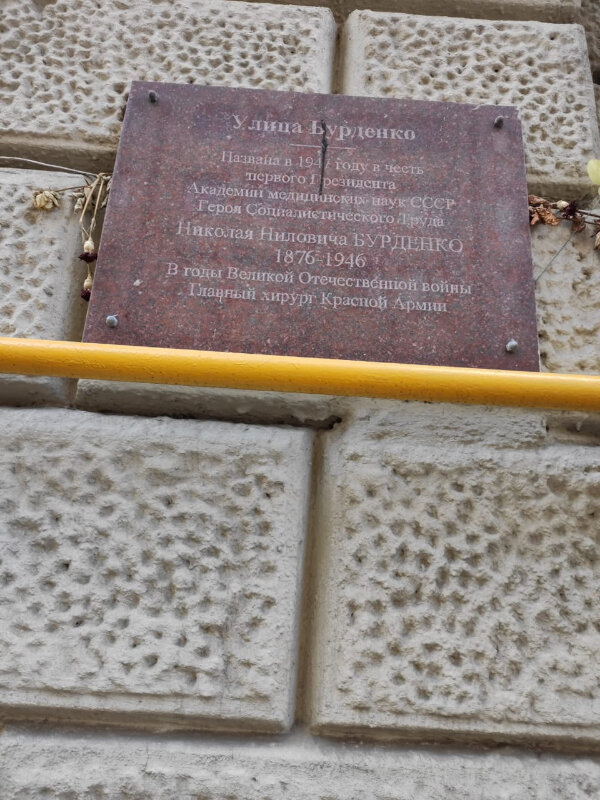 Улица Бурденко
Названа в году в честь
первого Президента
Академии медицинских наук СССР
Героя Социалистического Труда
Николая Ниловича БУРДЕНКО
1876-1946
В годы Великой Отечественной войны
Главный хирург Красной Армии